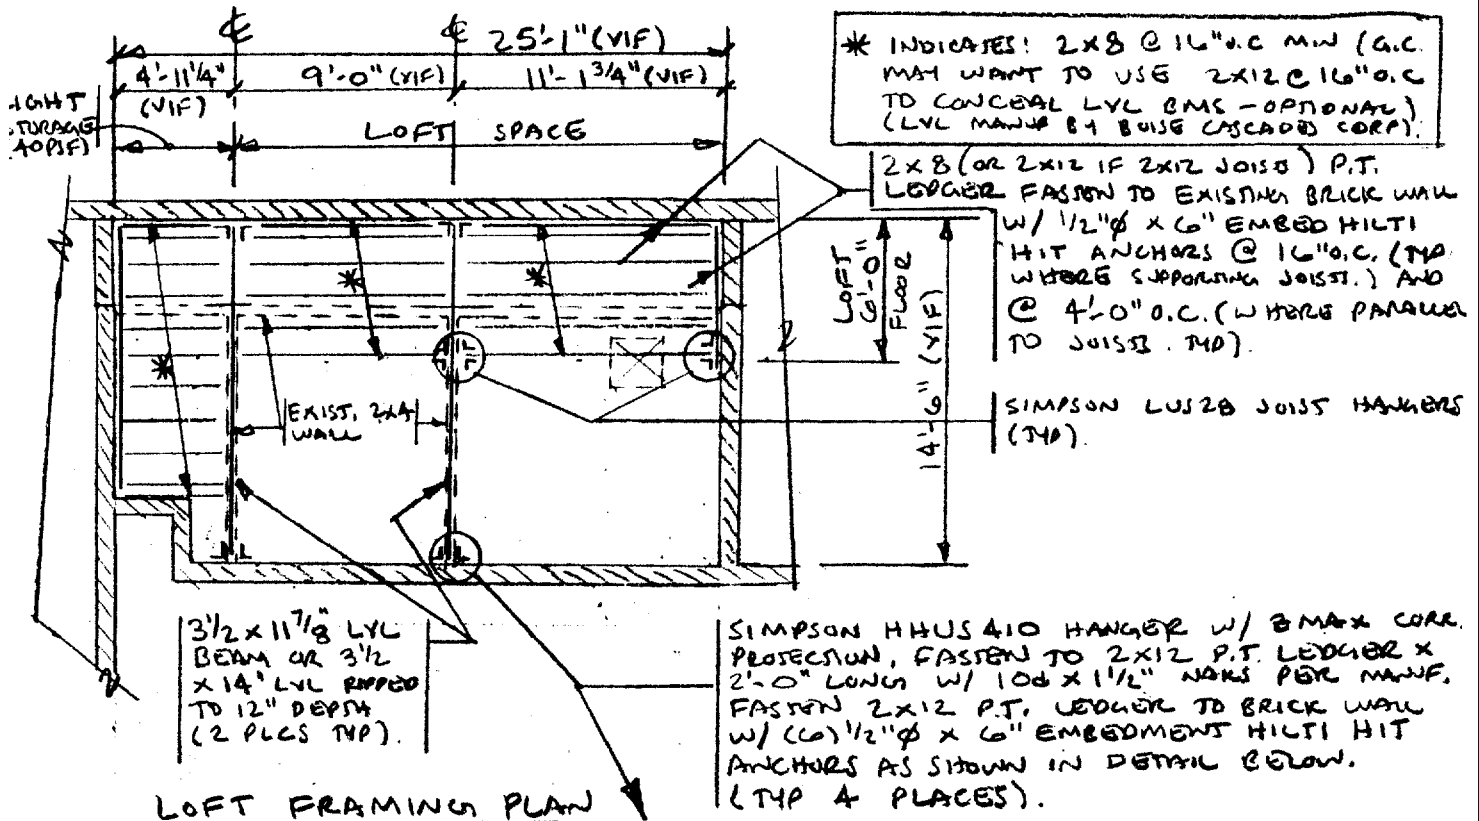 ℄ ℄
25'-1" (VIF)
4'-11 1/4" 9'-0" (VIF) 11'-1 3/4" (VIF)
(VIF)
IGHT
TORAGE
40PSF)
LOFT SPACE
* INDICATES: 2x8 @ 16" O.C MIN (G.C.
MAY WANT TO USE 2x12 @ 16" O.C
TO CONCEAL LVL BMS - OPTIONAL)
(LVL MANUF BY BOISE CASCADES CORP).
2x8 (OR 2x12 IF 2x12 JOISTS) P.T.
LEDGER FASTEN TO EXISTING BRICK WALL
W/ 1/2"Ø x 6" EMBED HILTI
HIT ANCHORS @ 16" O.C. (TYP
WHERE SUPPORTING JOISTS.) AND
@ 4'-0" O.C. (WHERE PARALLEL
TO JOISTS. TYP).
LOFT
6'-0"
FLOOR
14'-6" (VIF)
* * *
EXIST. 2x4
WALL
SIMPSON LUS28 JOIST HANGERS
(TYP).
3 1/2 x 11 7/8" LVL
BEAM OR 3 1/2
x 14" LVL RIPPED
TO 12" DEPTH
(2 PLCS TYP).
SIMPSON HHUS 410 HANGER W/ ZMAX CORR.
PROTECTION, FASTEN TO 2x12 P.T. LEDGER x
2'-0" LONG W/ 10d x 1 1/2" NAILS PER MANUF.
FASTEN 2x12 P.T. LEDGER TO BRICK WALL
W/ (6) 1/2"Ø x 6" EMBEDMENT HILTI HIT
ANCHORS AS SHOWN IN DETAIL BELOW.
(TYP 4 PLACES).
LOFT FRAMING PLAN